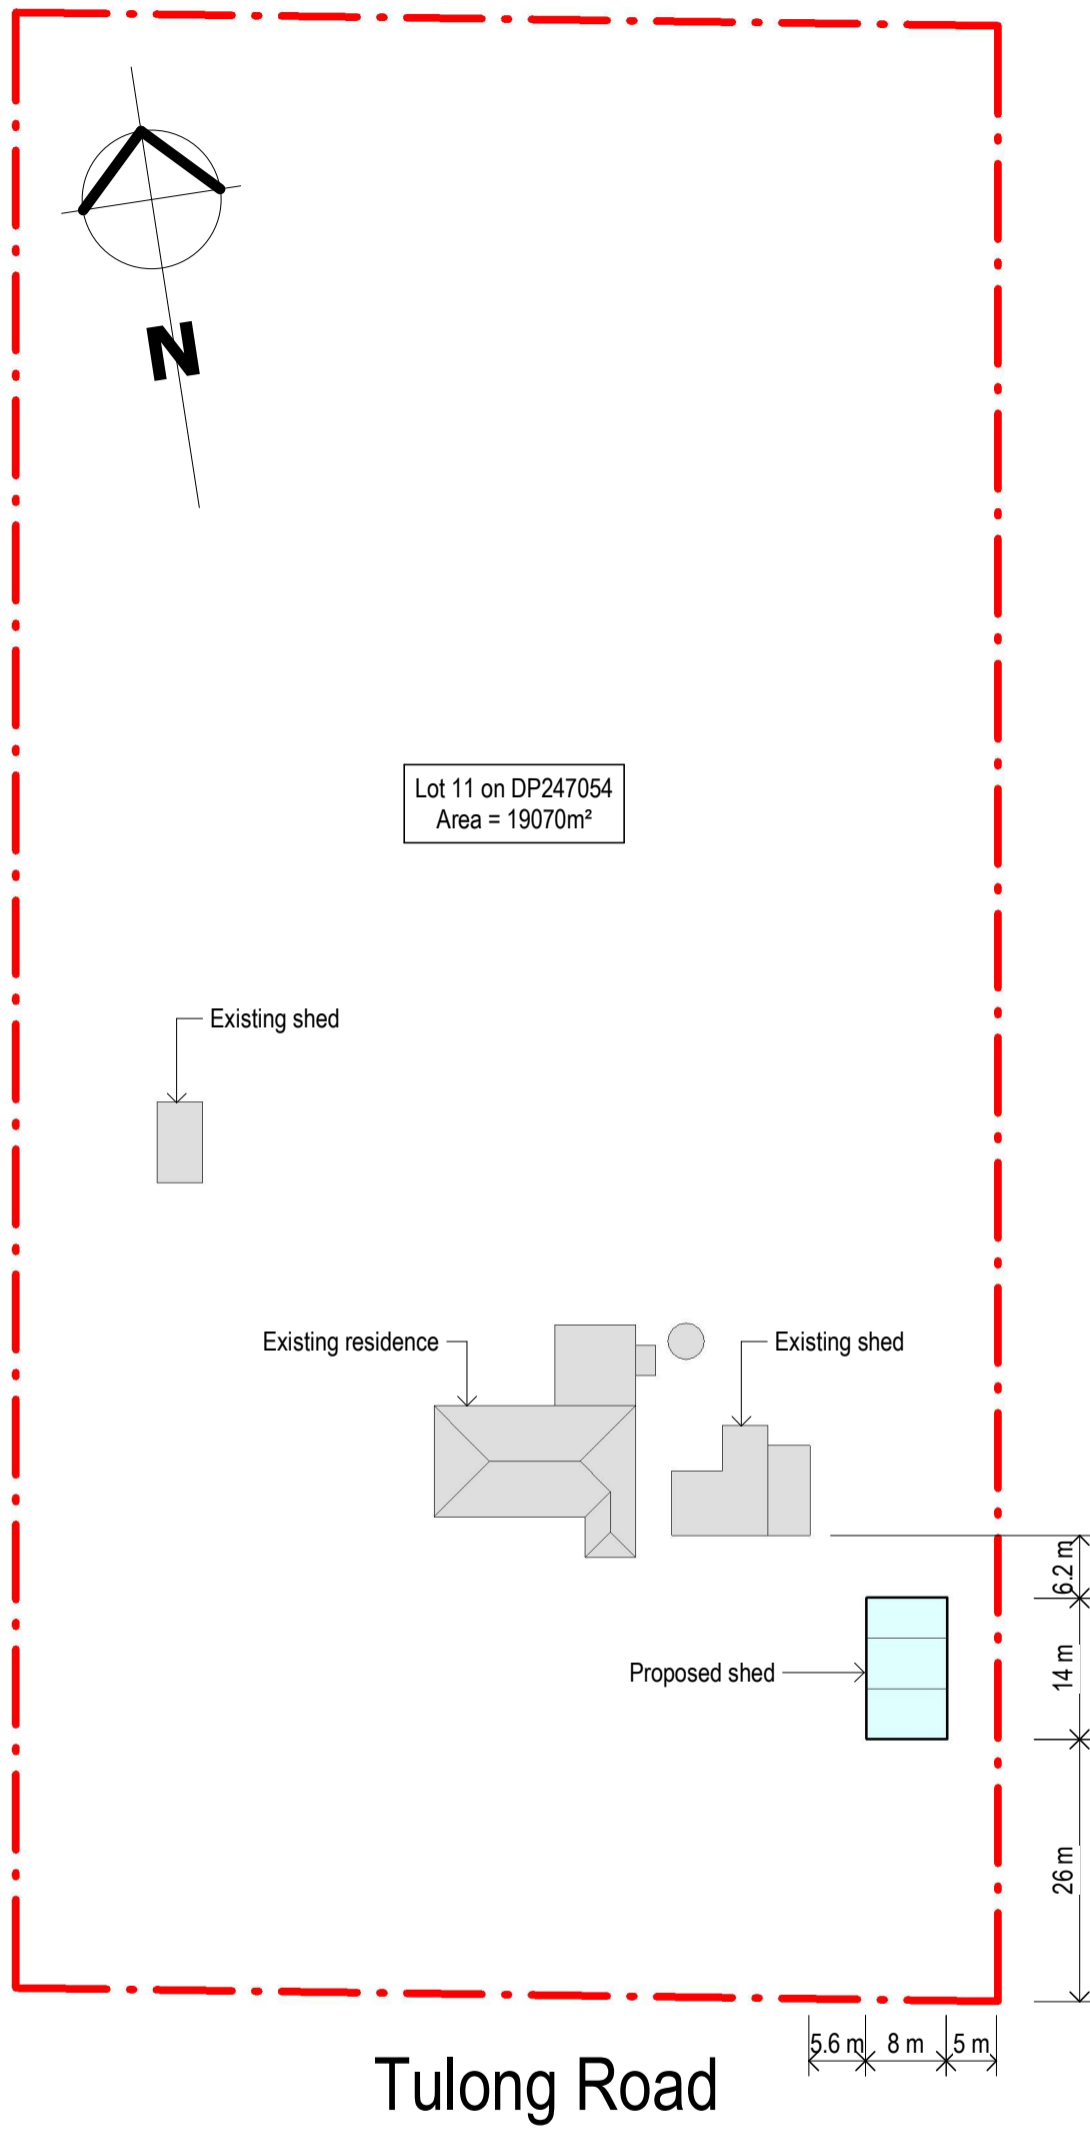 N
Lot 11 on DP247054
Area = 19070m²
Existing shed
Existing residence
Existing shed
6.2 m
Proposed shed
14 m
26 m
5.6 m
8 m
5 m
Tulong Road